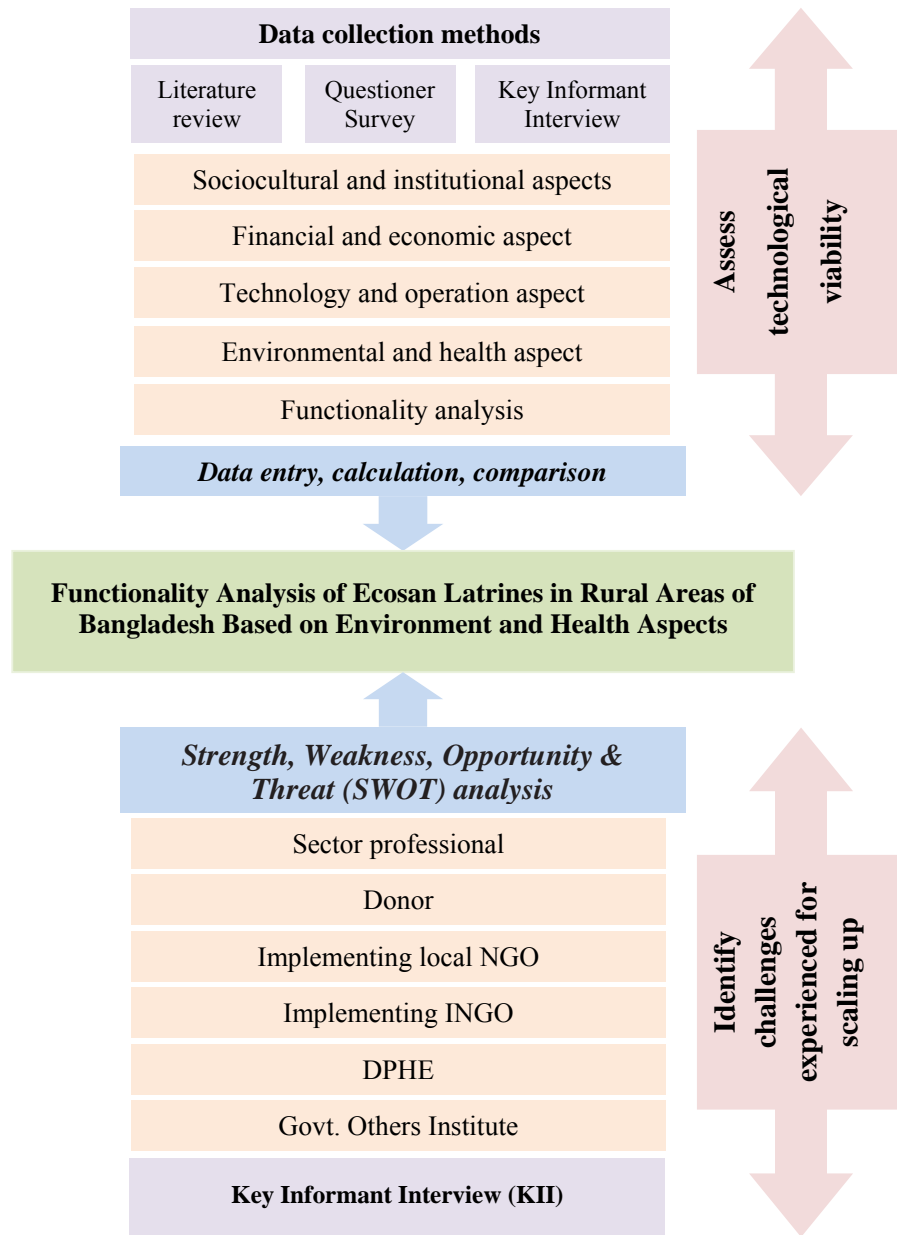 Data collection methods
Literature
review
Questioner
Survey
Key Informant
Interview
Sociocultural and institutional aspects
Financial and economic aspect
Technology and operation aspect
Environmental and health aspect
Functionality analysis
Data entry, calculation, comparison
Assess
technological
viability
Functionality Analysis of Ecosan Latrines in Rural Areas of
Bangladesh Based on Environment and Health Aspects
Strength, Weakness, Opportunity &
Threat (SWOT) analysis
Sector professional
Donor
Implementing local NGO
Implementing INGO
DPHE
Govt. Others Institute
Key Informant Interview (KII)
Identify
challenges
experienced for
scaling up